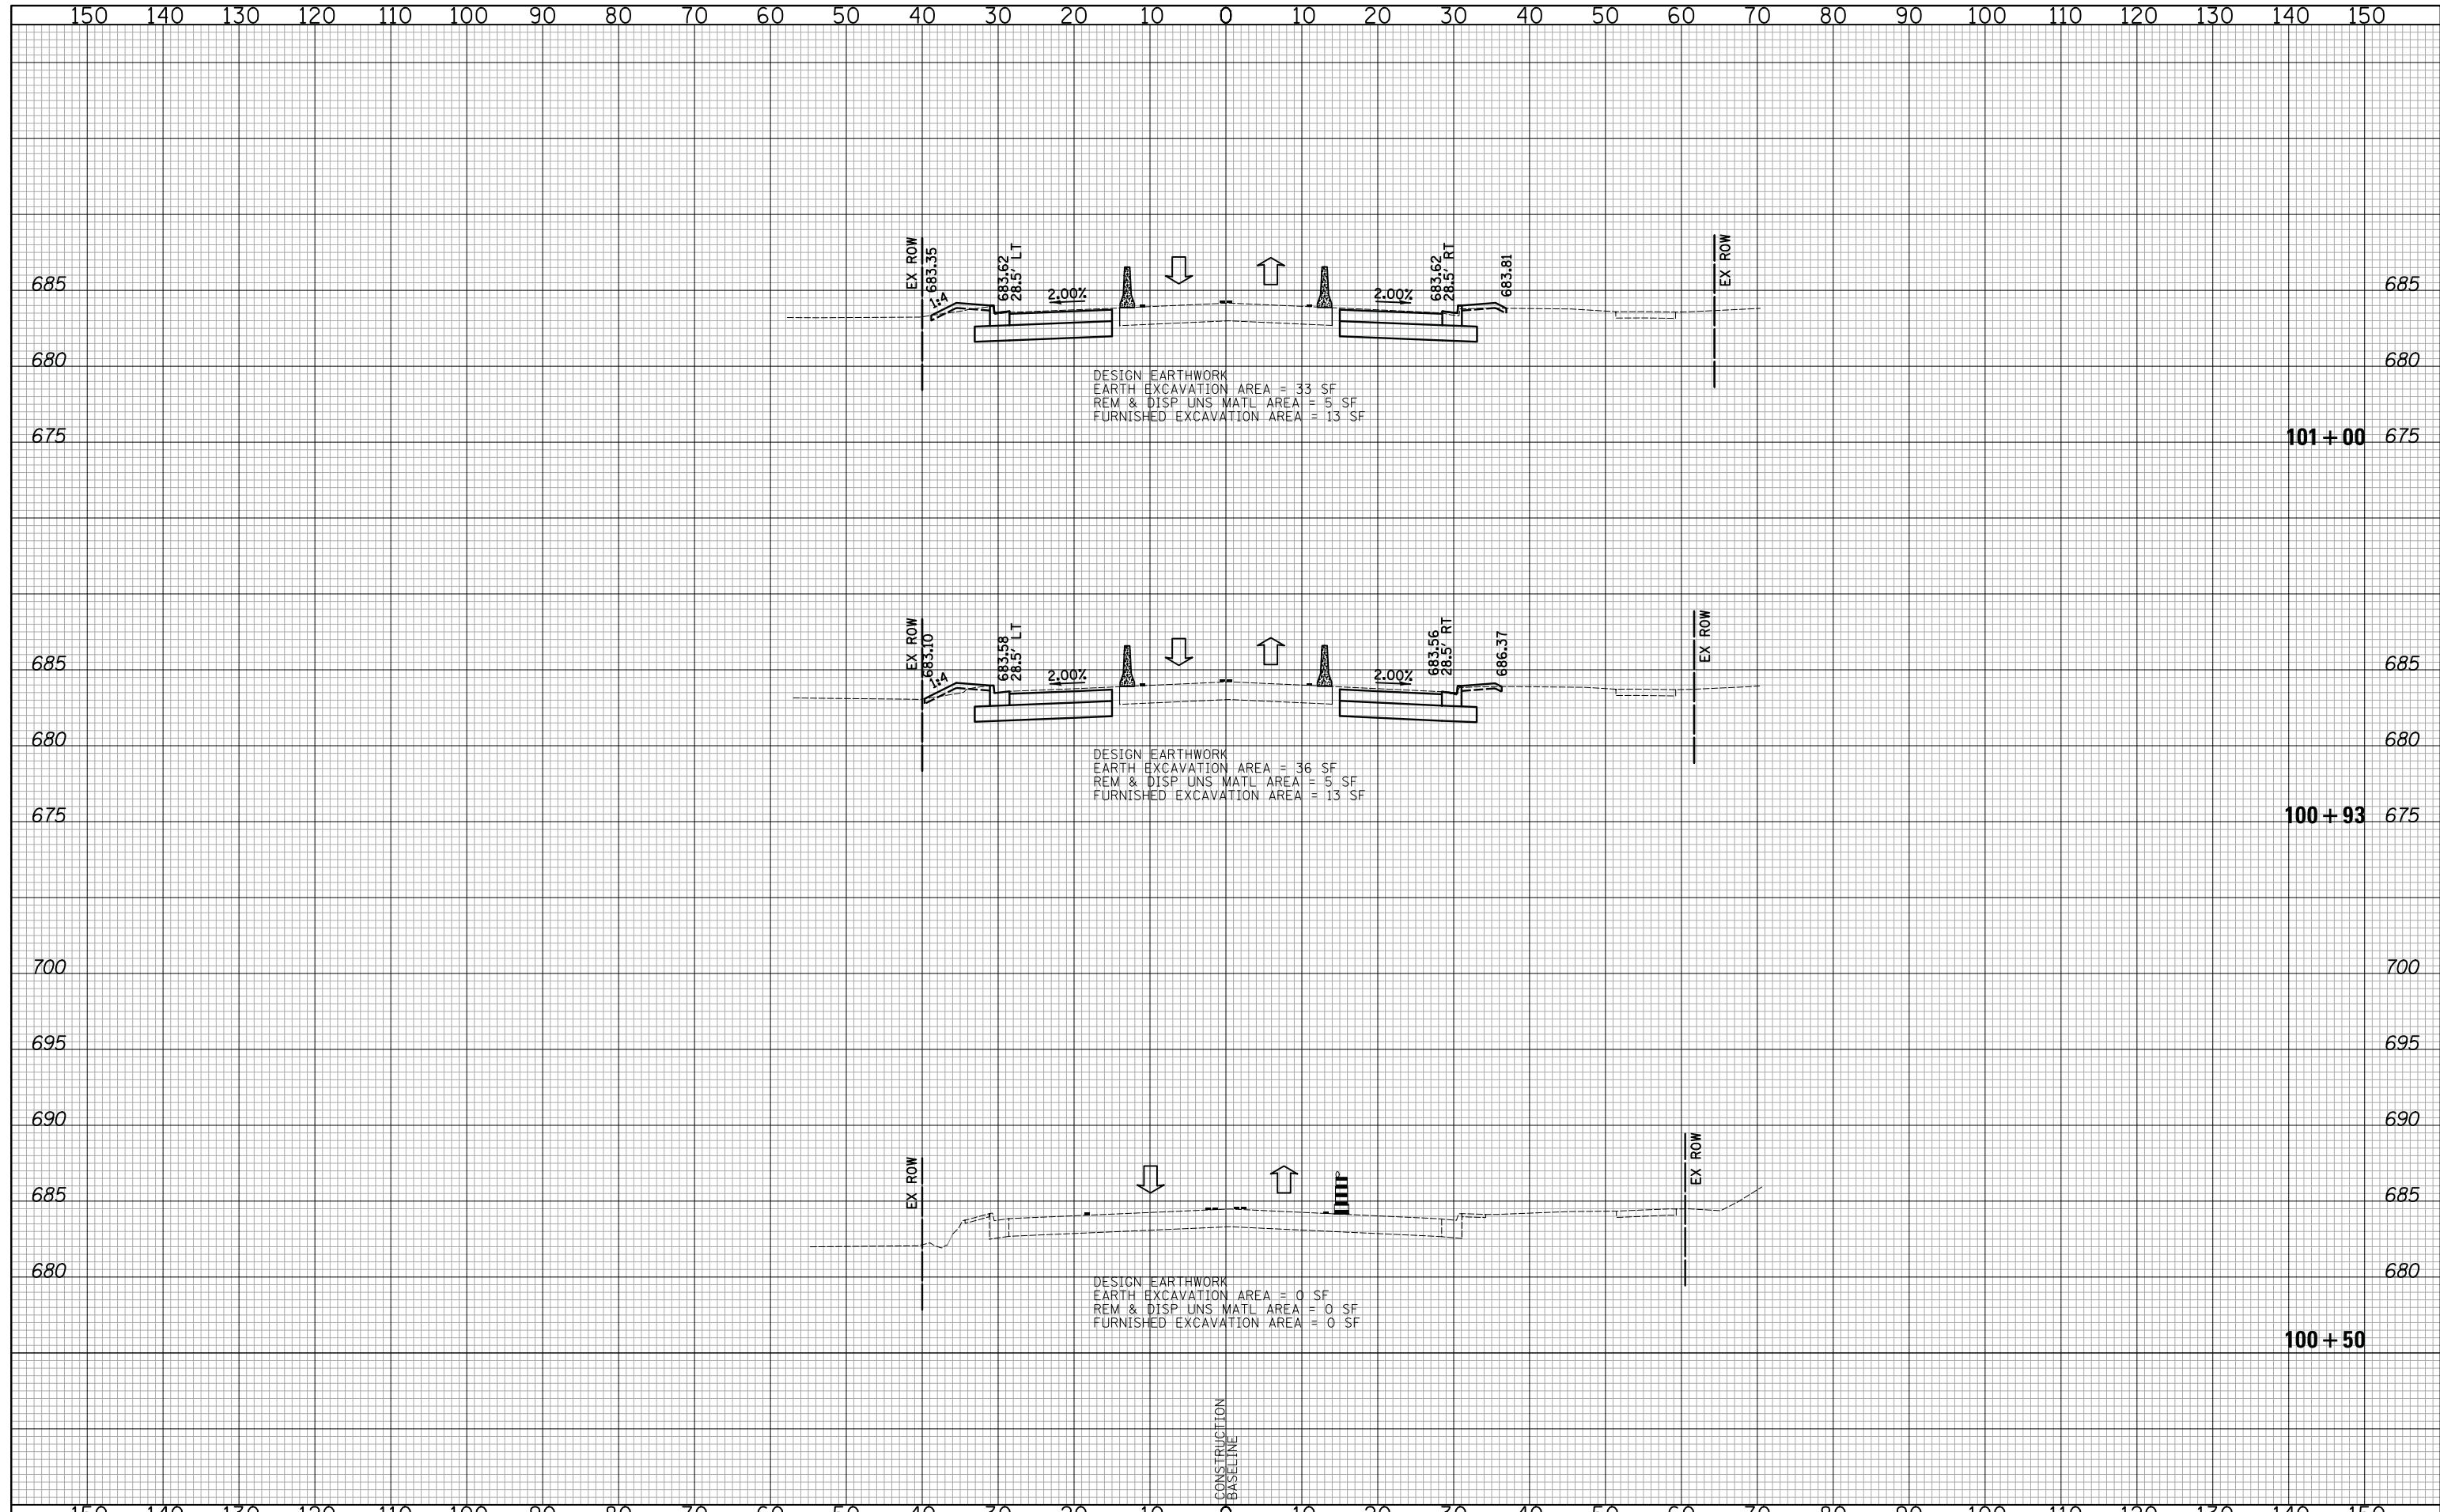 150 140 130 120 110 100 90 80 70 60 50 40 30 20 10 0 10 20 30 40 50 60 70 80 90 100 110 120 130 140 150
EX ROW
683.35
1:4
683.62
28.5' LT
2.00%
2.00%
683.62
28.5' RT
683.81
EX ROW
685 685
680 680
DESIGN EARTHWORK
EARTH EXCAVATION AREA = 33 SF
REM & DISP UNS MATL AREA = 5 SF
FURNISHED EXCAVATION AREA = 13 SF
675 101+00 675
EX ROW
683.10
1:4
683.58
28.5' LT
2.00%
2.00%
683.56
28.5' RT
686.37
EX ROW
685 685
680 680
DESIGN EARTHWORK
EARTH EXCAVATION AREA = 36 SF
REM & DISP UNS MATL AREA = 5 SF
FURNISHED EXCAVATION AREA = 13 SF
675 100+93 675
700 700
695 695
690 690
EX ROW
EX ROW
685 685
680 680
DESIGN EARTHWORK
EARTH EXCAVATION AREA = 0 SF
REM & DISP UNS MATL AREA = 0 SF
FURNISHED EXCAVATION AREA = 0 SF
100+50
CONSTRUCTION
BASELINE
150 140 130 120 110 100 90 80 70 60 50 40 30 20 10 0 10 20 30 40 50 60 70 80 90 100 110 120 130 140 150